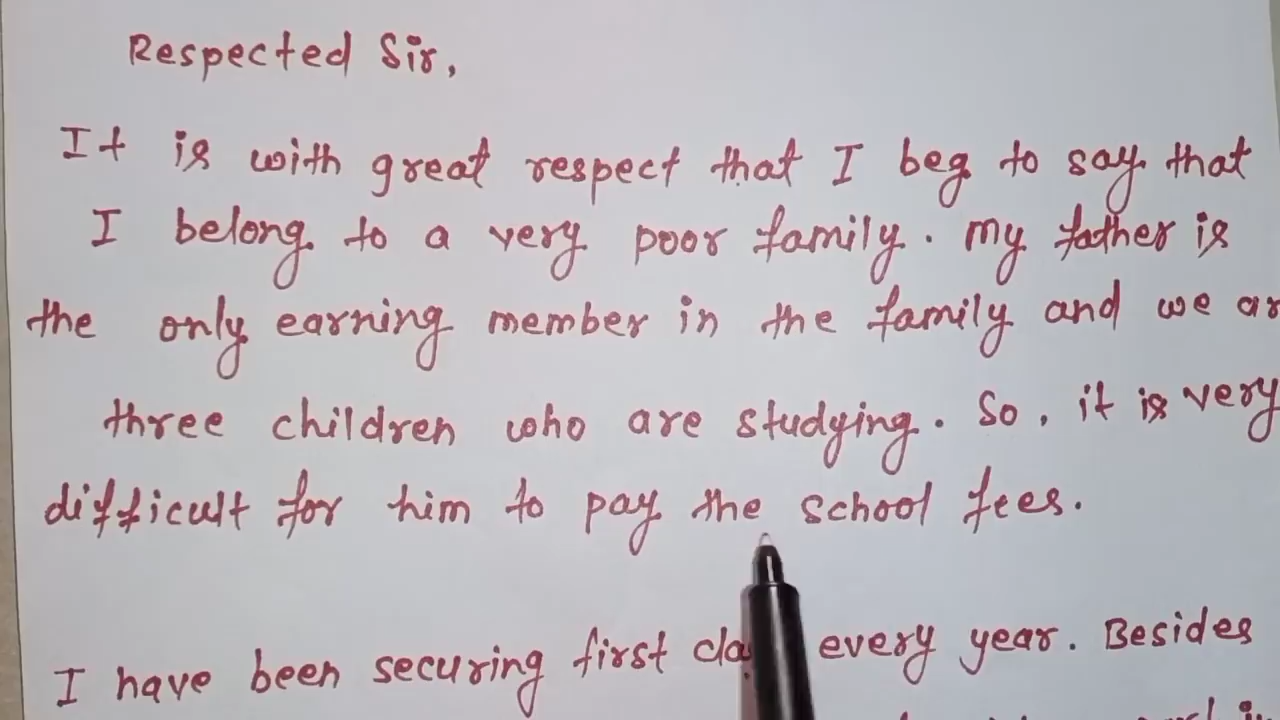 Respected Sir,
It is with great respect that I beg to say that
I belong to a very poor family. My father is
the only earning member in the family and we ar
three children who are studying. So, it is very
difficult for him to pay the school fees.
I have been securing first cla every year. Besides